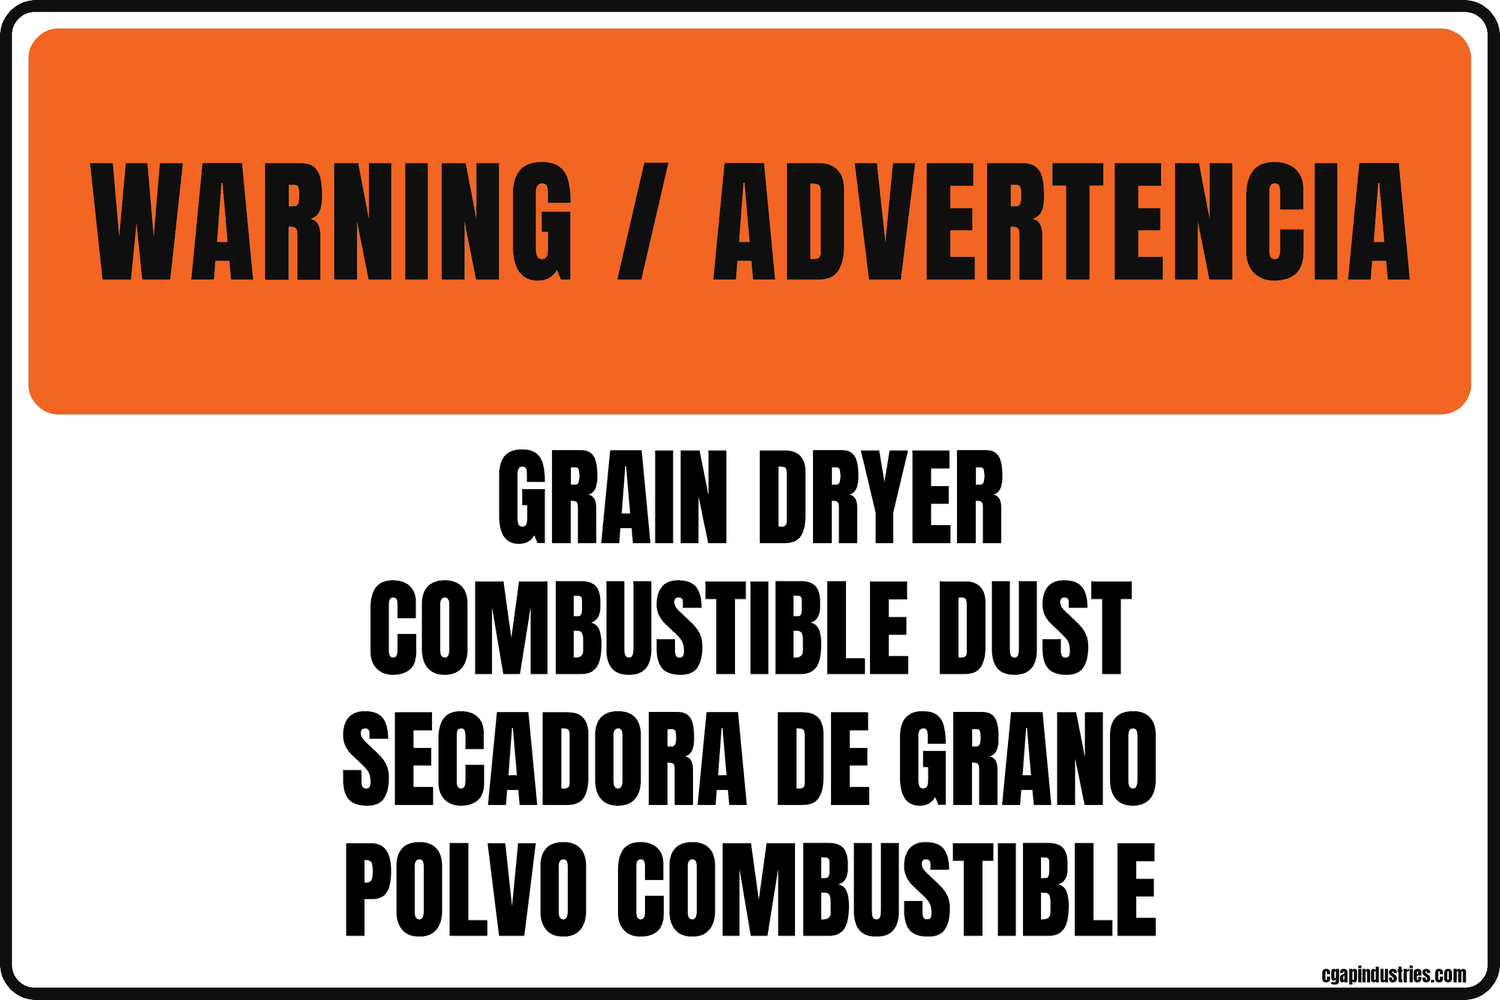 WARNING / ADVERTENCIA
GRAIN DRYER
COMBUSTIBLE DUST
SECADORA DE GRANO
POLVO COMBUSTIBLE
cgapindustries.com